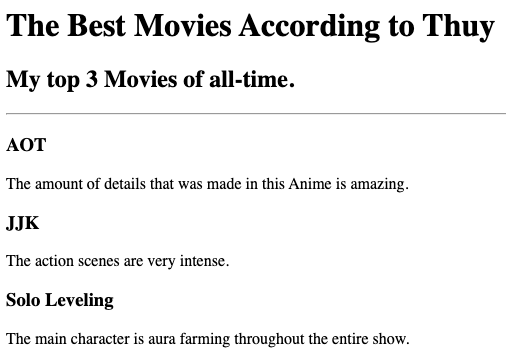 The Best Movies According to Thuy
My top 3 Movies of all-time.
AOT
The amount of details that was made in this Anime is amazing.
JJK
The action scenes are very intense.
Solo Leveling
The main character is aura farming throughout the entire show.